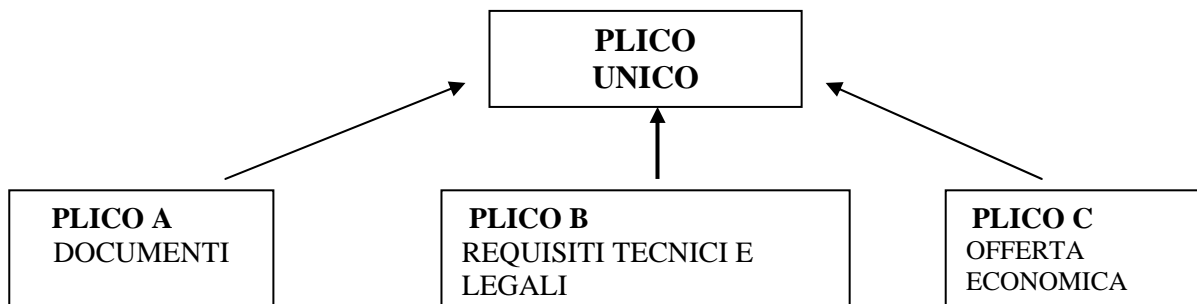 PLICO
UNICO
PLICO A
DOCUMENTI
PLICO B
REQUISITI TECNICI E
LEGALI
PLICO C
OFFERTA
ECONOMICA